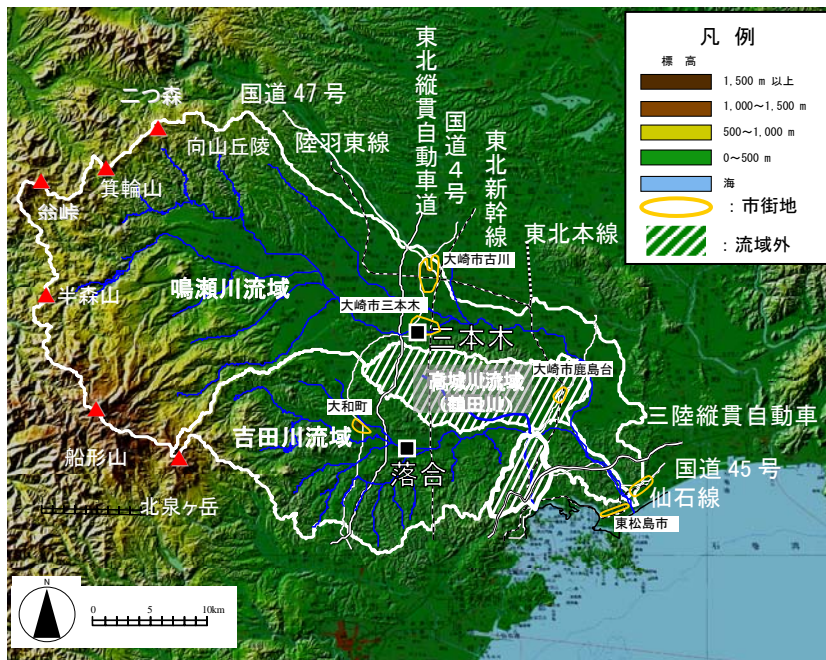 凡 例
標 高
1,500 m 以上
1,000～1,500 m
500～1,000 m
0～500 m
海
：市街地
：流域外
二つ森
国道 47 号
向山丘陵
陸羽東線
東北縦貫自動車道
国道４号
東北新幹線
東北本線
箕輪山
翁峠
大崎市古川
半森山
鳴瀬川流域
大崎市三本木
三本木
高城川流域
(鶴田川)
大崎市鹿島台
大和町
吉田川流域
落合
三陸縦貫自動車
船形山
国道 45 号
仙石線
北泉ヶ岳
東松島市
N
0 5 10km